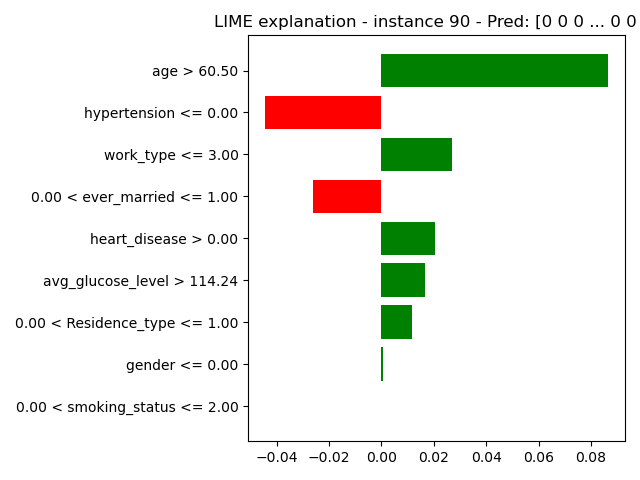 LIME explanation - instance 90 - Pred: [0 0 0 ... 0 0
age > 60.50
hypertension <= 0.00
work_type <= 3.00
0.00 < ever_married <= 1.00
heart_disease > 0.00
avg_glucose_level > 114.24
0.00 < Residence_type <= 1.00
gender <= 0.00
0.00 < smoking_status <= 2.00
−0.04 −0.02 0.00 0.02 0.04 0.06 0.08